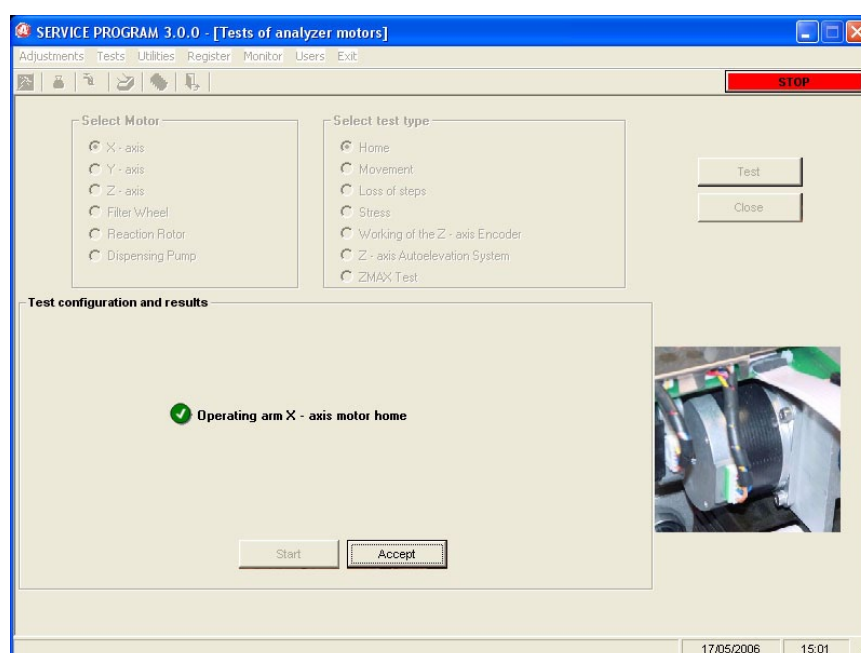 SERVICE PROGRAM 3.0.0 - [Tests of analyzer motors]
Adjustments Tests Utilities Register Monitor Users Exit
STOP
Select Motor
X - axis
Y - axis
Z - axis
Filter Wheel
Reaction Rotor
Dispensing Pump
Select test type
Home
Movement
Loss of steps
Stress
Working of the Z - axis Encoder
Z - axis Autoelevation System
ZMAX Test
Test
Close
Test configuration and results
Operating arm X - axis motor home
Start Accept
17/05/2006 15:01